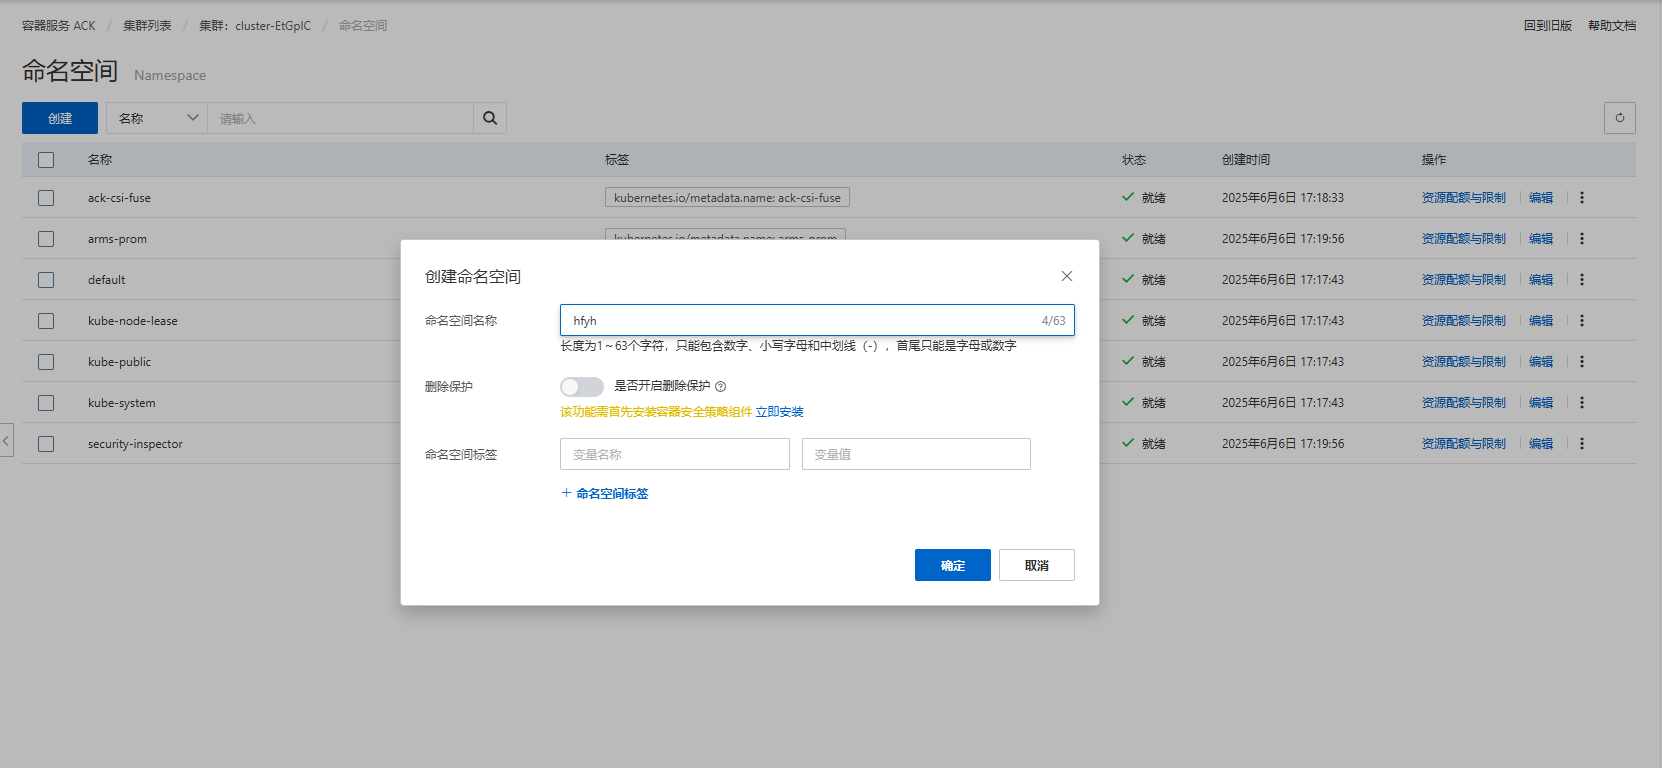 容器服务 ACK / 集群列表 / 集群：cluster-EtGpIC / 命名空间 回到旧版 帮助文档
命名空间 Namespace
创建 名称 请输入
名称 标签 状态 创建时间 操作
ack-csi-fuse kubernetes.io/metadata.name: ack-csi-fuse 就绪 2025年6月6日 17:18:33 资源配额与限制 编辑
arms-prom kubernetes.io/metadata.name: arms-prom 就绪 2025年6月6日 17:19:56 资源配额与限制 编辑
default 就绪 2025年6月6日 17:17:43 资源配额与限制 编辑
kube-node-lease 就绪 2025年6月6日 17:17:43 资源配额与限制 编辑
kube-public 就绪 2025年6月6日 17:17:43 资源配额与限制 编辑
kube-system 就绪 2025年6月6日 17:17:43 资源配额与限制 编辑
security-inspector 就绪 2025年6月6日 17:19:56 资源配额与限制 编辑
创建命名空间
命名空间名称 hfyh 4/63
长度为1～63个字符，只能包含数字、小写字母和中划线（-），首尾只能是字母或数字
删除保护 是否开启删除保护
该功能需首先安装容器安全策略组件 立即安装
命名空间标签 变量名称 变量值
+ 命名空间标签
确定 取消